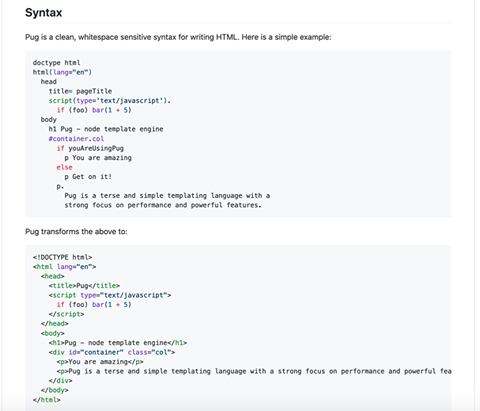 Syntax
Pug is a clean, whitespace sensitive syntax for writing HTML. Here is a simple example:
doctype html
html(lang="en")
  head
    title= pageTitle
    script(type='text/javascript').
      if (foo) bar(1 + 5)
  body
    h1 Pug - node template engine
    #container.col
      if youAreUsingPug
        p You are amazing
      else
        p Get on it!
      p.
        Pug is a terse and simple templating language with a
        strong focus on performance and powerful features.
Pug transforms the above to:
<!DOCTYPE html>
<html lang="en">
  <head>
    <title>Pug</title>
    <script type="text/javascript">
      if (foo) bar(1 + 5)
    </script>
  </head>
  <body>
    <h1>Pug - node template engine</h1>
    <div id="container" class="col">
      <p>You are amazing</p>
      <p>Pug is a terse and simple templating language with a strong focus on performance and powerful fea
    </div>
  </body>
</html>